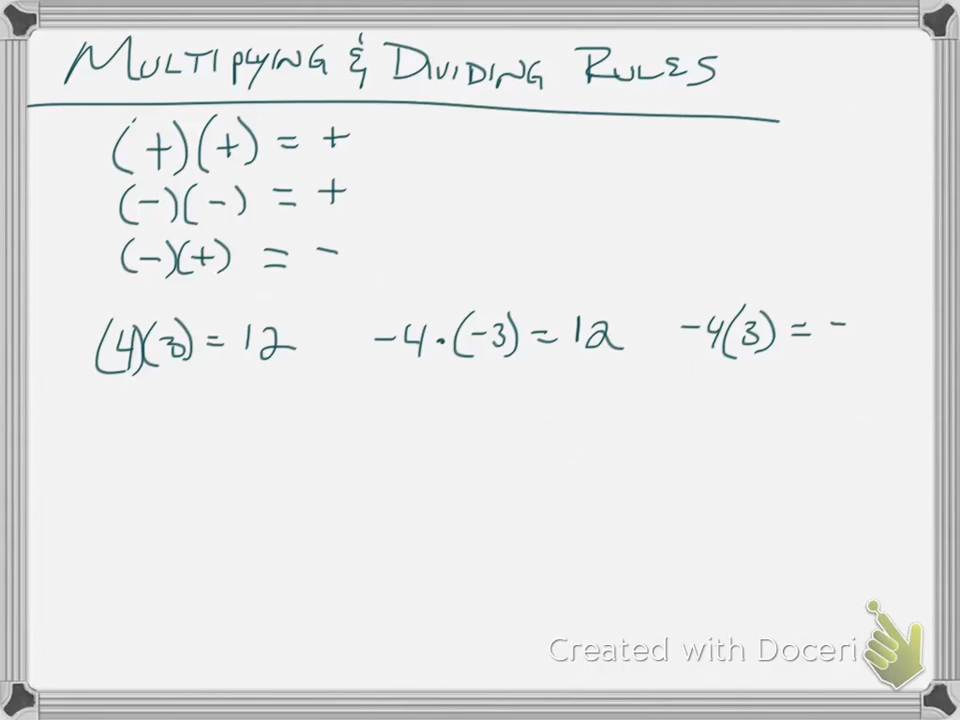 MULTIPLYING & DIVIDING RULES
(+)(+) = +
(-)(-) = +
(-)(+) = -
(4)(3) = 12 -4·(-3) = 12 -4(3) = -
Created with Doceri